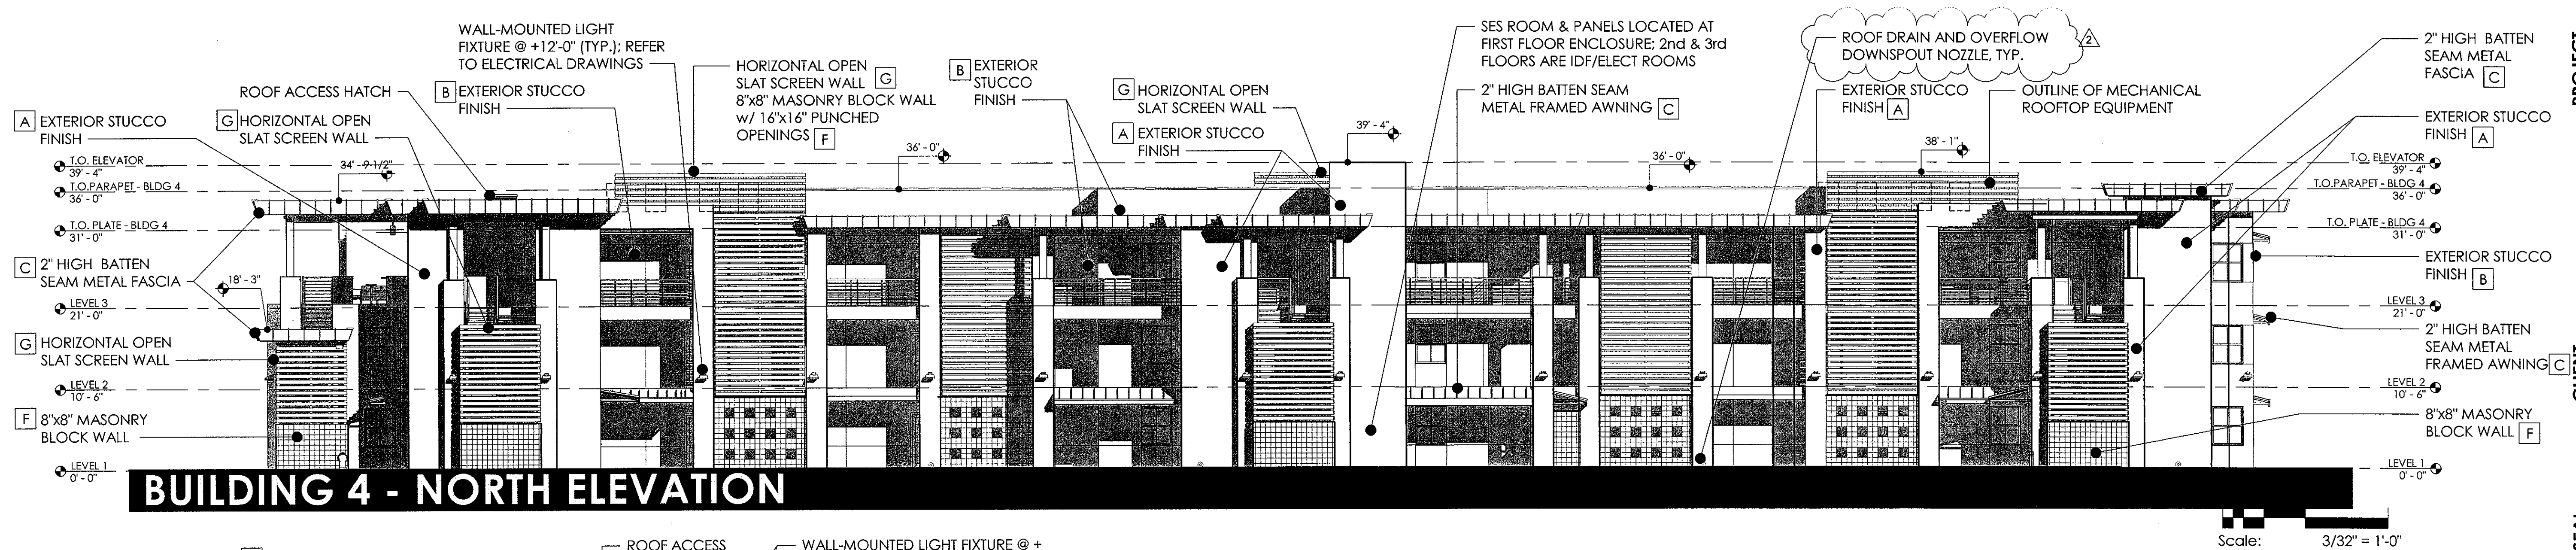 WALL-MOUNTED LIGHT
FIXTURE @ +12'-0" (TYP.); REFER
TO ELECTRICAL DRAWINGS
ROOF ACCESS HATCH
B EXTERIOR STUCCO
FINISH
A EXTERIOR STUCCO
FINISH
G HORIZONTAL OPEN
SLAT SCREEN WALL
HORIZONTAL OPEN
SLAT SCREEN WALL G
8"x8" MASONRY BLOCK WALL
w/ 16"x16" PUNCHED
OPENINGS F
B EXTERIOR
STUCCO
FINISH
G HORIZONTAL OPEN
SLAT SCREEN WALL
A EXTERIOR STUCCO
FINISH
SES ROOM & PANELS LOCATED AT
FIRST FLOOR ENCLOSURE; 2nd & 3rd
FLOORS ARE IDF/ELECT ROOMS
2" HIGH BATTEN SEAM
METAL FRAMED AWNING C
ROOF DRAIN AND OVERFLOW
DOWNSPOUT NOZZLE, TYP.
2
EXTERIOR STUCCO
FINISH A
OUTLINE OF MECHANICAL
ROOFTOP EQUIPMENT
2" HIGH BATTEN
SEAM METAL
FASCIA C
EXTERIOR STUCCO
FINISH A
T.O. ELEVATOR
39' - 4"
T.O.PARAPET - BLDG 4
36' - 0"
T.O. PLATE - BLDG 4
31' - 0"
34' - 9 1/2"
36' - 0"
39' - 4"
36' - 0"
38' - 1"
T.O. ELEVATOR
39' - 4"
T.O.PARAPET - BLDG 4
36' - 0"
T.O. PLATE - BLDG 4
31' - 0"
C 2" HIGH BATTEN
SEAM METAL FASCIA
18' - 3"
LEVEL 3
21' - 0"
G HORIZONTAL OPEN
SLAT SCREEN WALL
LEVEL 2
10' - 6"
F 8"x8" MASONRY
BLOCK WALL
LEVEL 1
0' - 0"
EXTERIOR STUCCO
FINISH B
LEVEL 3
21' - 0"
2" HIGH BATTEN
SEAM METAL
FRAMED AWNING C
LEVEL 2
10' - 6"
8"x8" MASONRY
BLOCK WALL F
LEVEL 1
0' - 0"
BUILDING 4 - NORTH ELEVATION
Scale: 3/32" = 1'-0"
ROOF ACCESS
WALL-MOUNTED LIGHT FIXTURE @ +
PROJECT
CLIENT